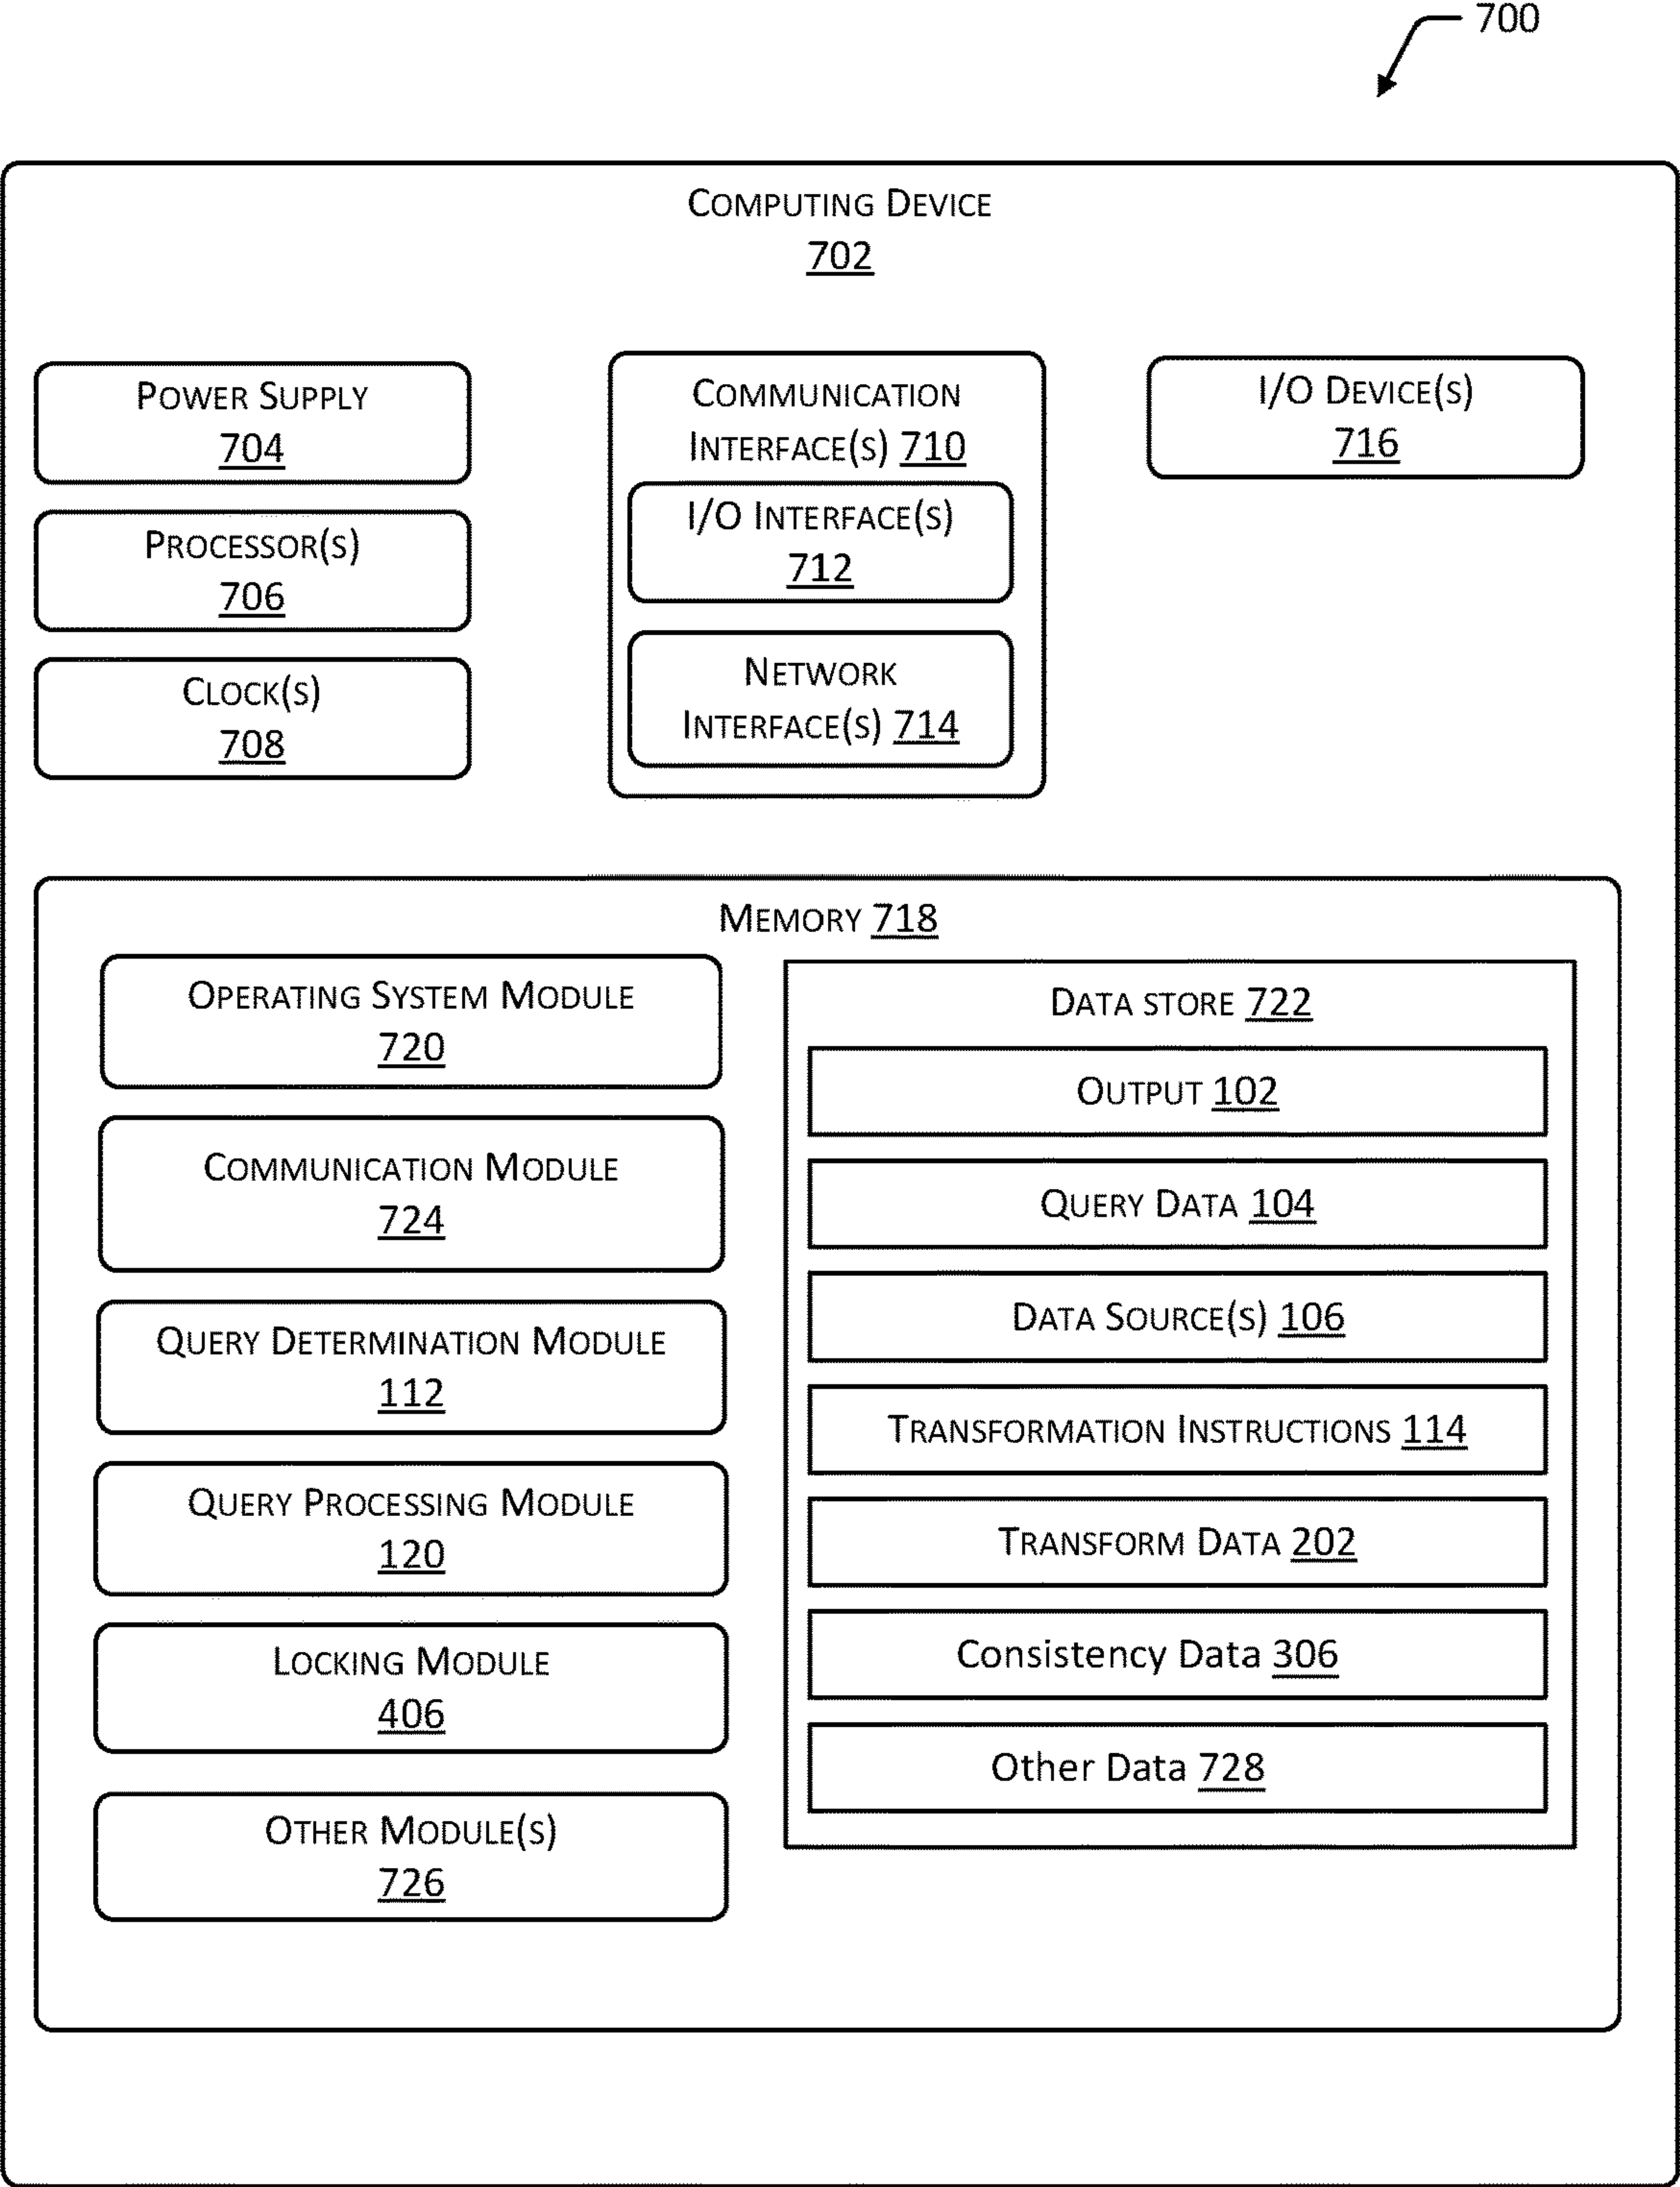 700
COMPUTING DEVICE
702
POWER SUPPLY
704
PROCESSOR(S)
706
CLOCK(S)
708
COMMUNICATION
INTERFACE(S) 710
I/O INTERFACE(S)
712
NETWORK
INTERFACE(S) 714
I/O DEVICE(S)
716
MEMORY 718
OPERATING SYSTEM MODULE
720
COMMUNICATION MODULE
724
QUERY DETERMINATION MODULE
112
QUERY PROCESSING MODULE
120
LOCKING MODULE
406
OTHER MODULE(S)
726
DATA STORE 722
OUTPUT 102
QUERY DATA 104
DATA SOURCE(S) 106
TRANSFORMATION INSTRUCTIONS 114
TRANSFORM DATA 202
Consistency Data 306
Other Data 728